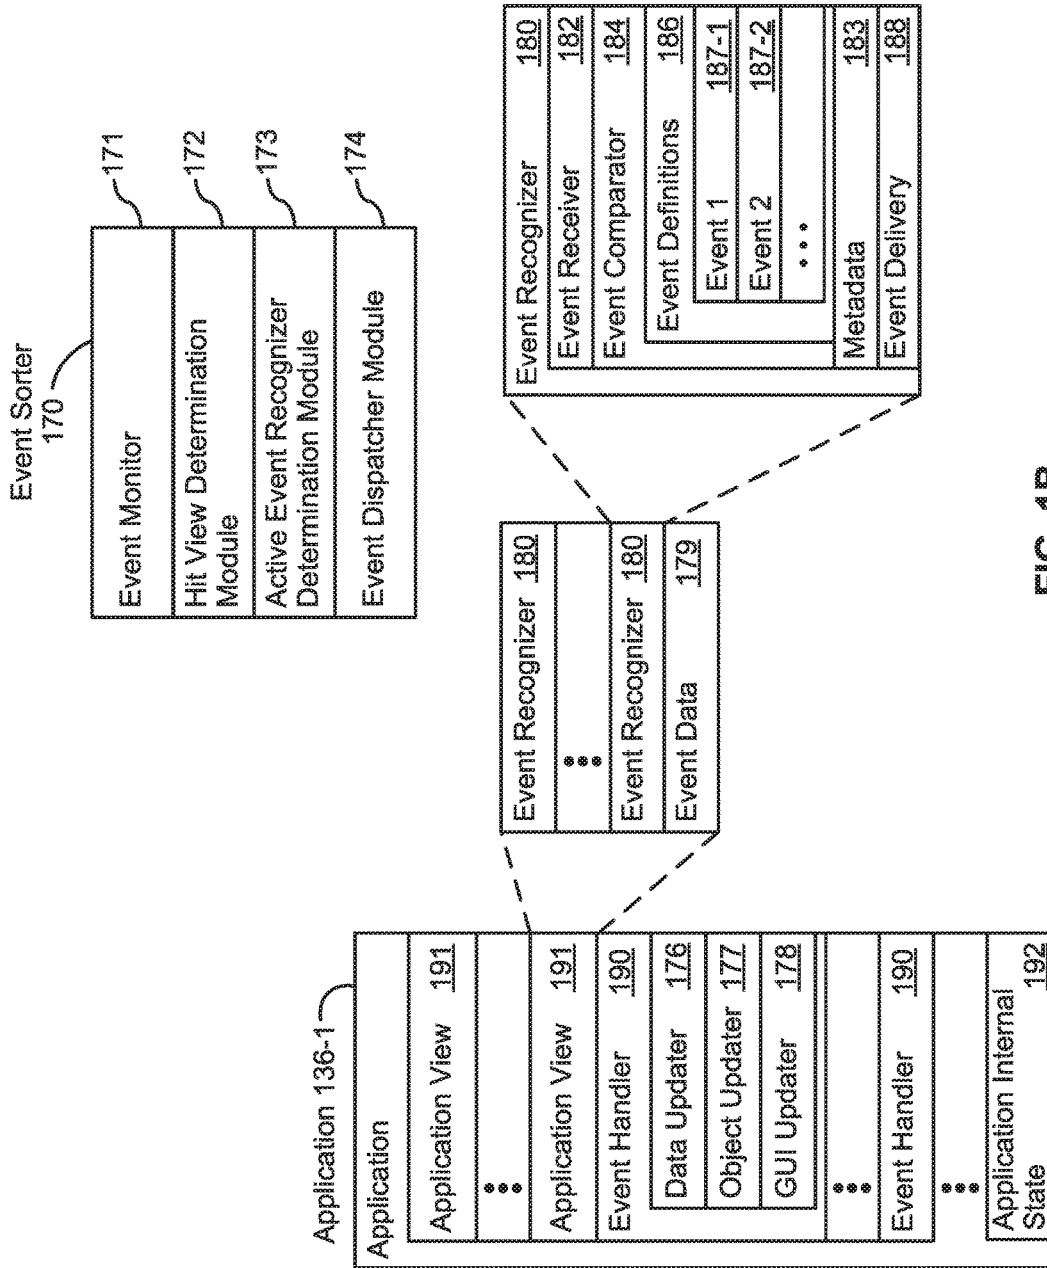 Event Sorter
170
Event Monitor
171
Hit View Determination
Module
172
Active Event Recognizer
Determination Module
173
Event Dispatcher Module
174
Application 136-1
Application
Application View 191
Application View 191
Event Handler 190
Data Updater 176
Object Updater 177
GUI Updater 178
Event Handler 190
Application Internal
State 192
Event Recognizer 180
Event Recognizer 180
Event Data 179
Event Recognizer 180
Event Receiver 182
Event Comparator 184
Event Definitions 186
Event 1 187-1
Event 2 187-2
Metadata 183
Event Delivery 188